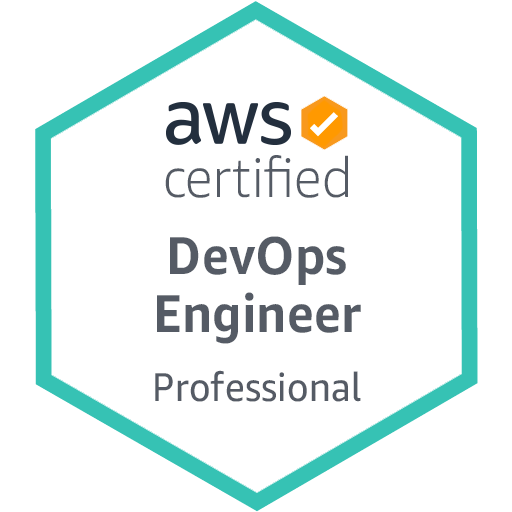 aws
certified
DevOps
Engineer
Professional